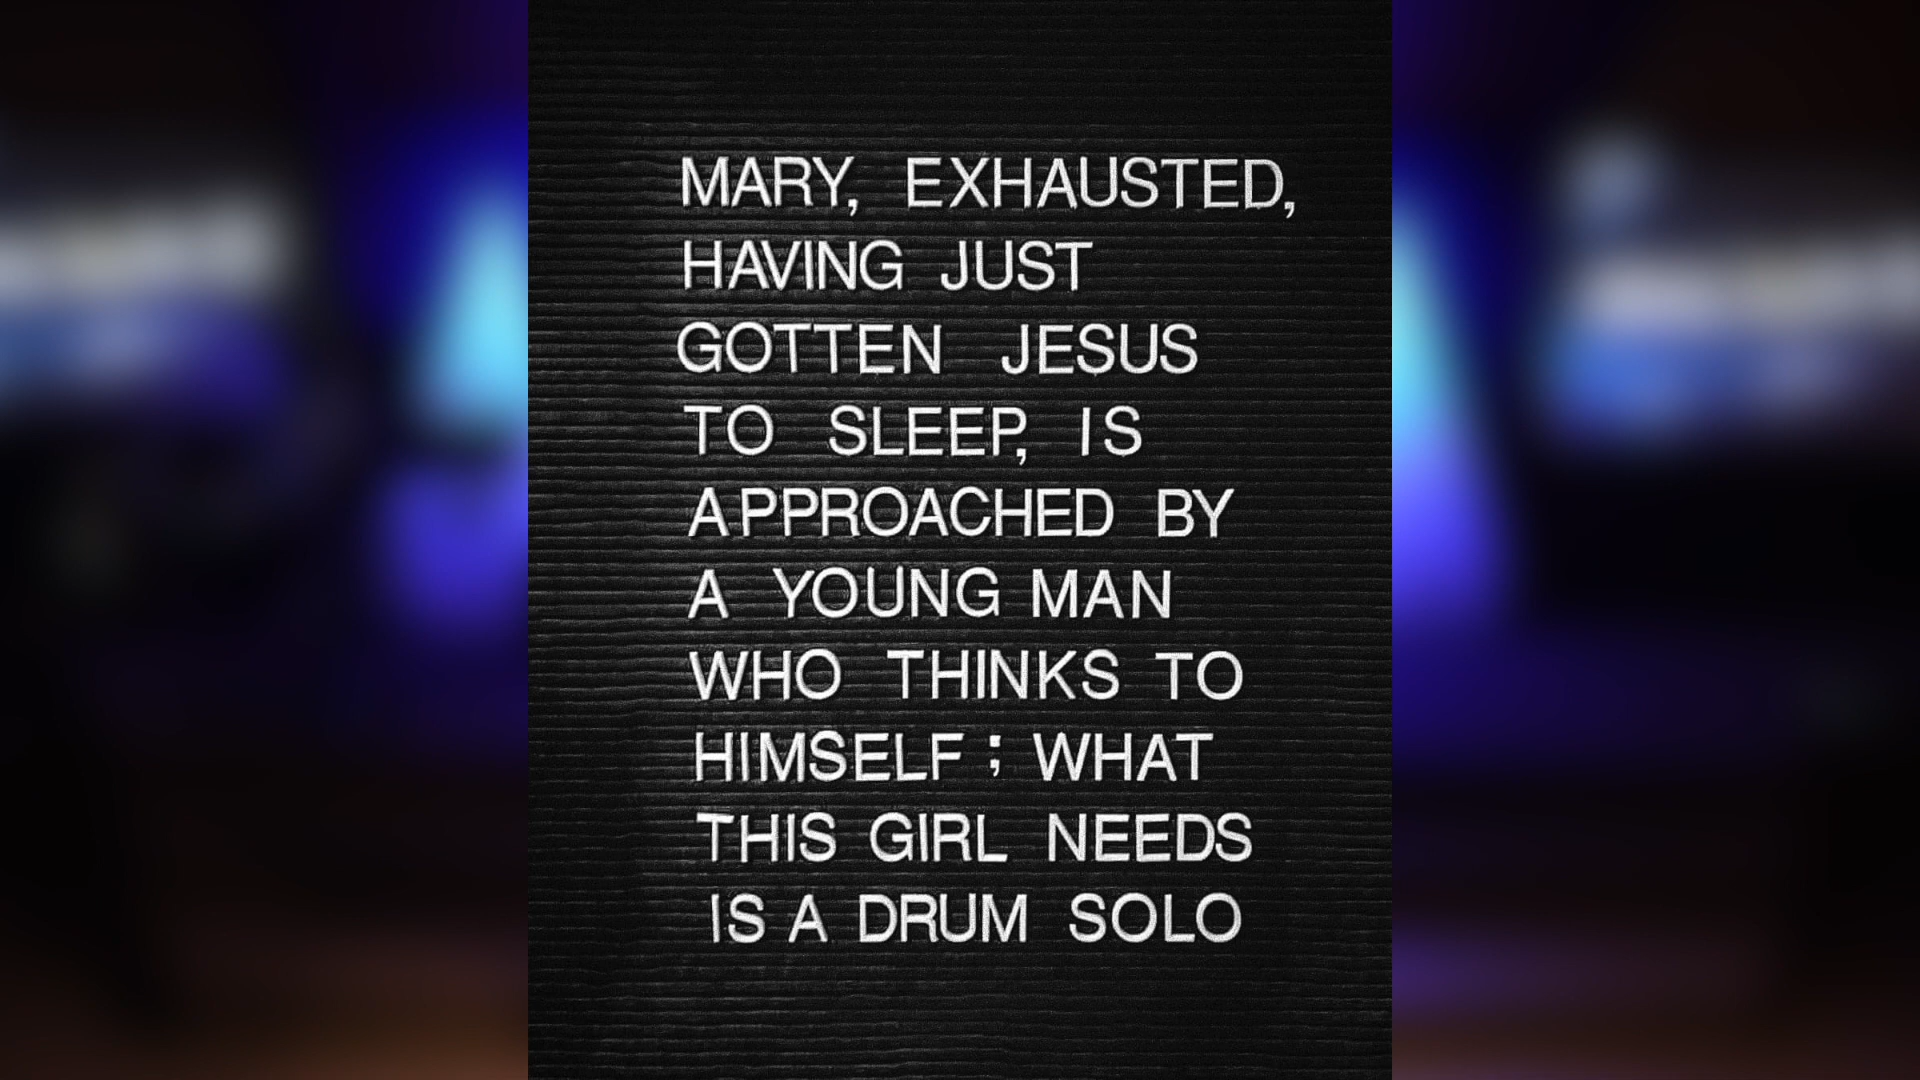 MARY, EXHAUSTED,
HAVING JUST
GOTTEN JESUS
TO SLEEP, IS
APPROACHED BY
A YOUNG MAN
WHO THINKS TO
HIMSELF ; WHAT
THIS GIRL NEEDS
IS A DRUM SOLO